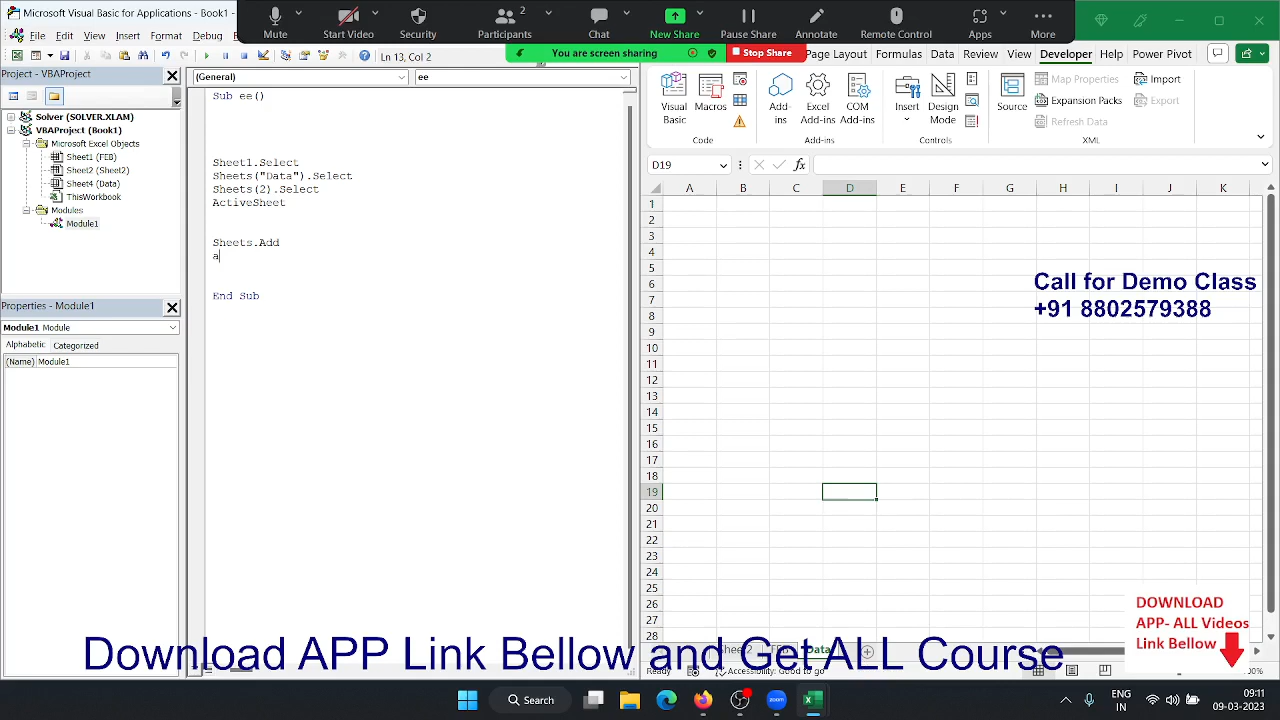 Microsoft Visual Basic for Applications - Book1
Mute
Start Video
Security
2
Participants
Chat
New Share
Pause Share
Annotate
Remote Control
Apps
More
You are screen sharing
Stop Share
File
Edit
View
Insert
Format
Debug
Ln 13, Col 2
Page Layout
Formulas
Data
Review
View
Developer
Help
Power Pivot
Project - VBAProject
(General)
ee
Solver (SOLVER.XLAM)
VBAProject (Book1)
Microsoft Excel Objects
Sheet1 (FEB)
Sheet2 (Sheet2)
Sheet4 (Data)
ThisWorkbook
Modules
Module1
Properties - Module1
Module1 Module
Alphabetic
Categorized
(Name) Module1
Sub ee()
Sheet1.Select
Sheets("Data").Select
Sheets(2).Select
ActiveSheet
Sheets.Add
a
End Sub
Visual Basic
Macros
Code
Add-ins
Excel Add-ins
COM Add-ins
Add-ins
Insert
Design Mode
Controls
Source
Map Properties
Expansion Packs
Refresh Data
Import
Export
XML
D19
fx
A B C D E F G H I J K
1
2
3
4
5
6
7
8
9
10
11
12
13
14
15
16
17
18
19
20
21
22
23
24
25
26
27
28
Call for Demo Class
+91 8802579388
DOWNLOAD
APP- ALL Videos
Link Bellow
Download APP Link Bellow and Get ALL Course
Data
Ready
Accessibility: Good to go
Search
ENG
IN
09:11
09-03-2023